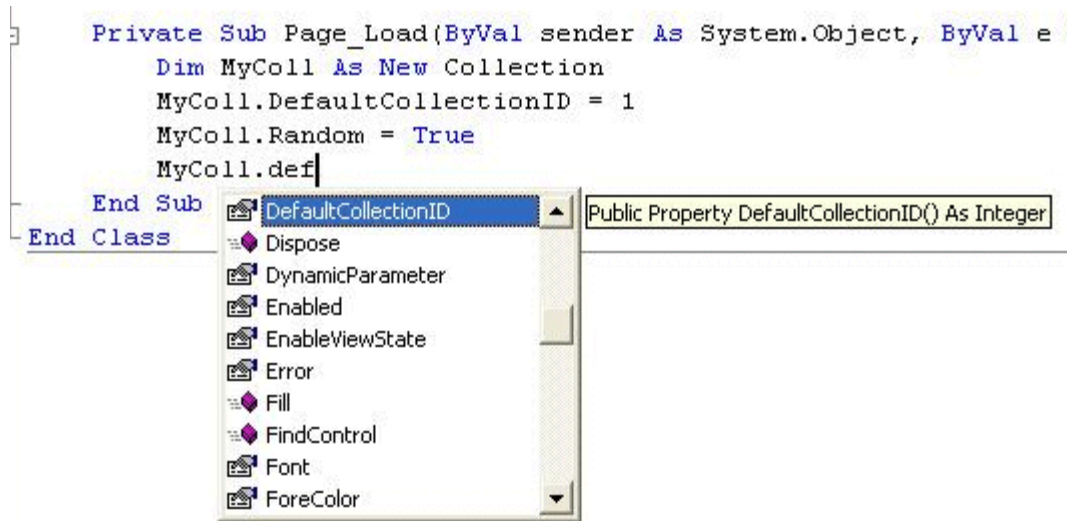 Private Sub Page_Load(ByVal sender As System.Object, ByVal e
Dim MyColl As New Collection
MyColl.DefaultCollectionID = 1
MyColl.Random = True
MyColl.def
End Sub
End Class
DefaultCollectionID
Public Property DefaultCollectionID() As Integer
Dispose
DynamicParameter
Enabled
EnableViewState
Error
Fill
FindControl
Font
ForeColor